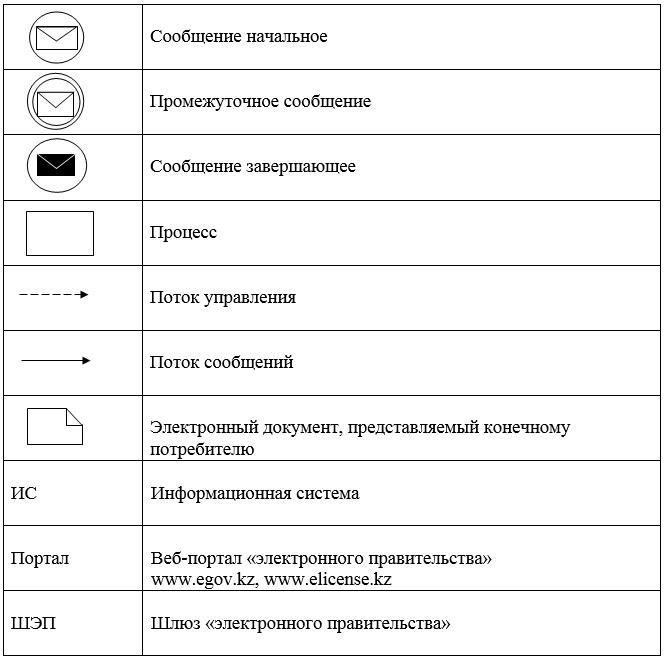 Сообщение начальное
Промежуточное сообщение
Сообщение завершающее
Процесс
Поток управления
Поток сообщений
Электронный документ, представляемый конечному
потребителю
ИС Информационная система
Портал Веб-портал «электронного правительства»
www.egov.kz, www.elicense.kz
ШЭП Шлюз «электронного правительства»